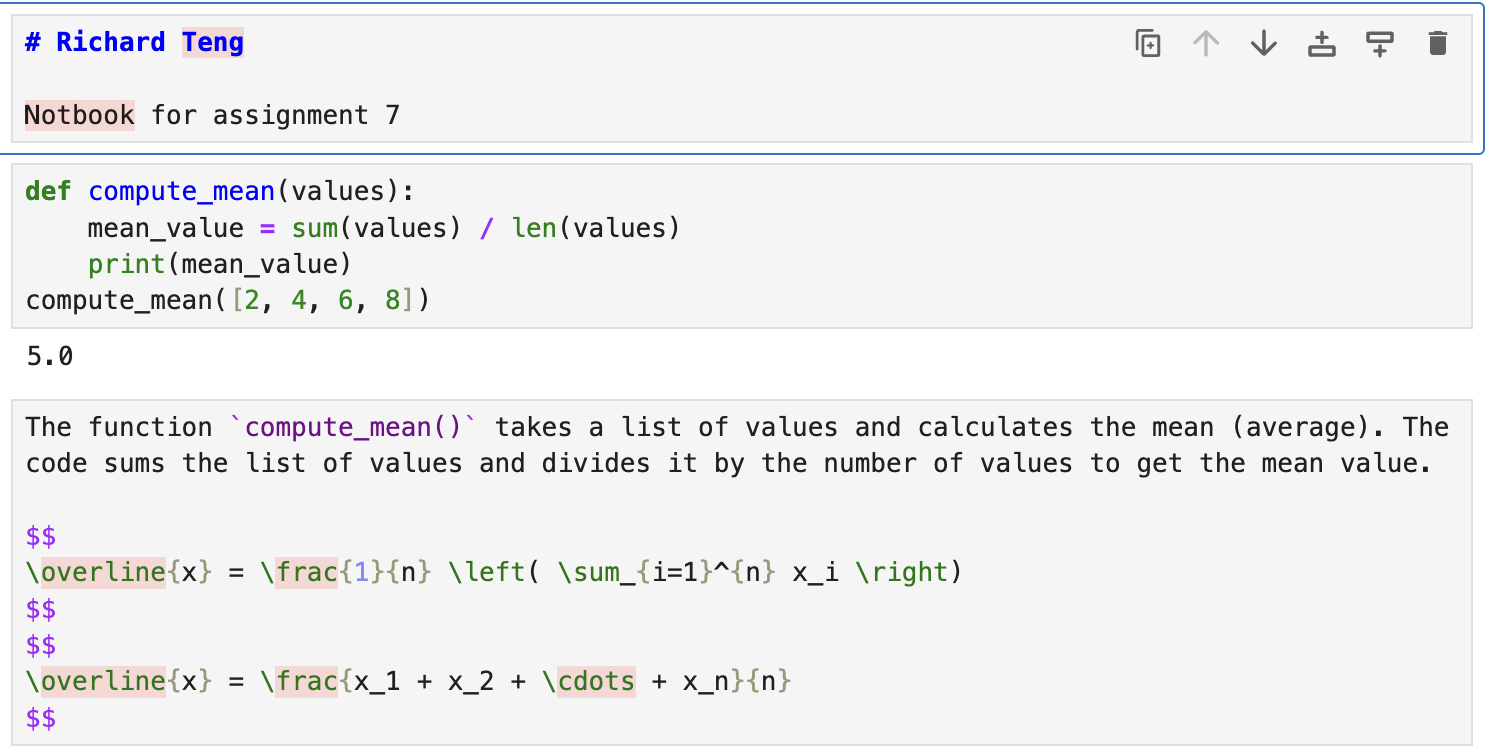 # Richard Teng
Notbook for assignment 7
def compute_mean(values):
    mean_value = sum(values) / len(values)
    print(mean_value)
compute_mean([2, 4, 6, 8])
5.0
The function `compute_mean()` takes a list of values and calculates the mean (average). The
code sums the list of values and divides it by the number of values to get the mean value.
$$
\overline{x} = \frac{1}{n} \left( \sum_{i=1}^{n} x_i \right)
$$
$$
\overline{x} = \frac{x_1 + x_2 + \cdots + x_n}{n}
$$